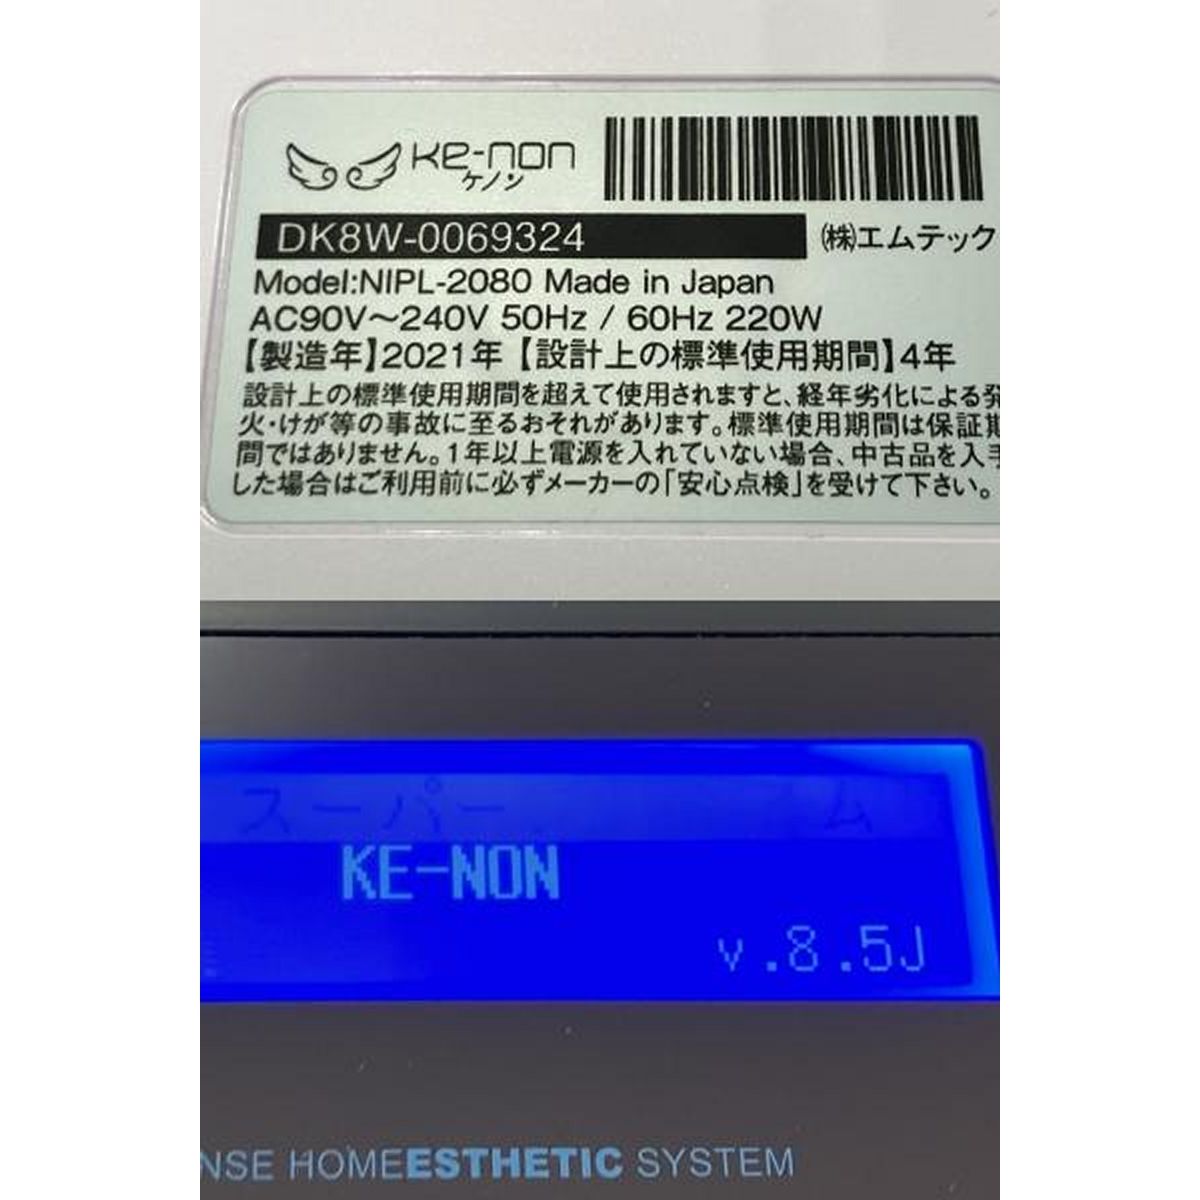 ke-non
ケノン
DK8W-0069324
㈱エムテック
Model:NIPL-2080 Made in Japan
AC90V～240V 50Hz / 60Hz 220W
【製造年】2021年【設計上の標準使用期間】4年
設計上の標準使用期間を超えて使用されますと、経年劣化による発
火・けが等の事故に至るおそれがあります。標準使用期間は保証期
間ではありません。1年以上電源を入れていない場合、中古品を入手
した場合はご利用前に必ずメーカーの「安心点検」を受けて下さい。
スーパー ム
KE-NON
v.8.5J
NSE HOMEESTHETIC SYSTEM